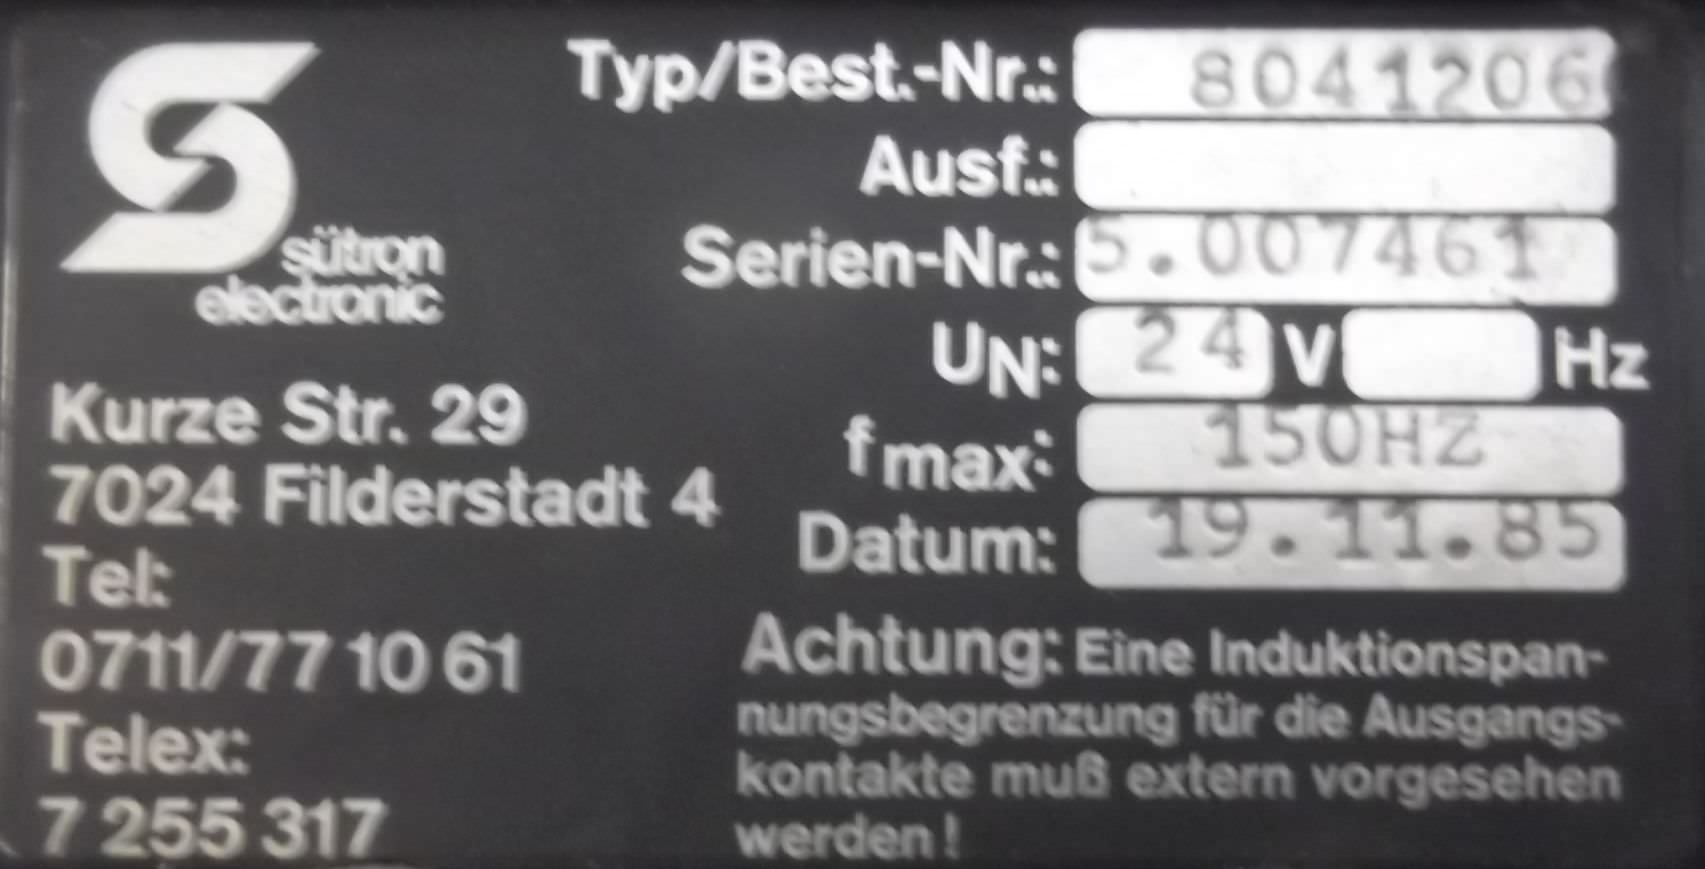 sütron
electronic
Kurze Str. 29
7024 Filderstadt 4
Tel:
0711/77 10 61
Telex:
7 255 317
Typ/Best.-Nr.: 8041206
Ausf.:
Serien-Nr.: 5.007461
UN: 24 V Hz
fmax: 150HZ
Datum: 19.11.85
Achtung: Eine Induktionspan-
nungsbegrenzung für die Ausgangs-
kontakte muß extern vorgesehen
werden!